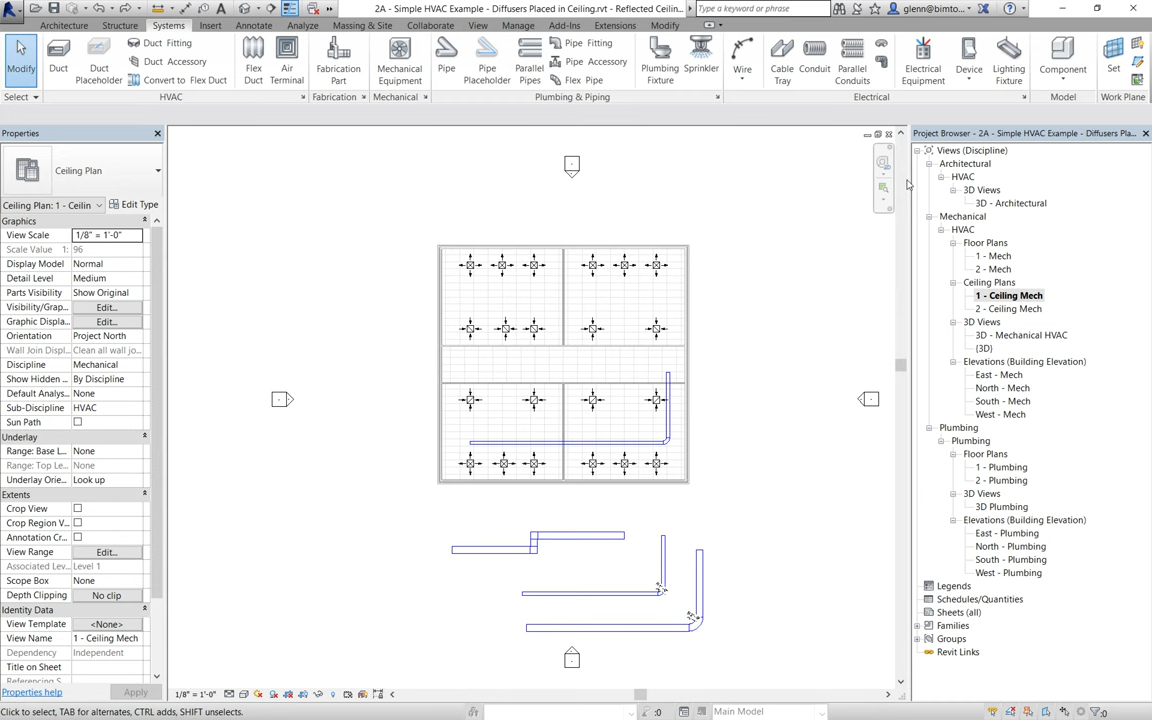 2A - Simple HVAC Example - Diffusers Placed in Ceiling.rvt - Reflected Ceiling ...
Type a keyword or phrase
glenn@bimto...
Architecture Structure Systems Insert Annotate Analyze Massing & Site Collaborate View Manage Add-Ins Extensions Modify
Modify
Duct
Duct Placeholder
Duct Fitting
Duct Accessory
Convert to Flex Duct
Flex Duct
Air Terminal
Fabrication Part
Mechanical Equipment
Pipe
Pipe Placeholder
Parallel Pipes
Pipe Fitting
Pipe Accessory
Flex Pipe
Plumbing Fixture
Sprinkler
Wire
Cable Tray
Conduit
Parallel Conduits
Electrical Equipment
Device
Lighting Fixture
Component
Set
Select HVAC Fabrication Mechanical Plumbing & Piping Electrical Model Work Plane
Properties
Ceiling Plan
Ceiling Plan: 1 - Ceilin
Edit Type
Graphics
View Scale 1/8" = 1'-0"
Scale Value 1: 96
Display Model Normal
Detail Level Medium
Parts Visibility Show Original
Visibility/Grap... Edit...
Graphic Displa... Edit...
Orientation Project North
Wall Join Displ... Clean all wall jo...
Discipline Mechanical
Show Hidden ... By Discipline
Default Analys... None
Sub-Discipline HVAC
Sun Path
Underlay
Range: Base L... None
Range: Top Le... None
Underlay Orie... Look up
Extents
Crop View
Crop Region V...
Annotation Cr...
View Range Edit...
Associated Lev... Level 1
Scope Box None
Depth Clipping No clip
Identity Data
View Template <None>
View Name 1 - Ceiling Mech
Dependency Independent
Title on Sheet
Referencing S...
Properties help
Apply
Project Browser - 2A - Simple HVAC Example - Diffusers Pla...
Views (Discipline)
Architectural
HVAC
3D Views
3D - Architectural
Mechanical
HVAC
Floor Plans
1 - Mech
2 - Mech
Ceiling Plans
1 - Ceiling Mech
2 - Ceiling Mech
3D Views
3D - Mechanical HVAC
{3D}
Elevations (Building Elevation)
East - Mech
North - Mech
South - Mech
West - Mech
Plumbing
Plumbing
Floor Plans
1 - Plumbing
2 - Plumbing
3D Views
3D Plumbing
Elevations (Building Elevation)
East - Plumbing
North - Plumbing
South - Plumbing
West - Plumbing
Legends
Schedules/Quantities
Sheets (all)
Families
Groups
Revit Links
1/8" = 1'-0"
Click to select, TAB for alternates, CTRL adds, SHIFT unselects.
:0
Main Model
:0